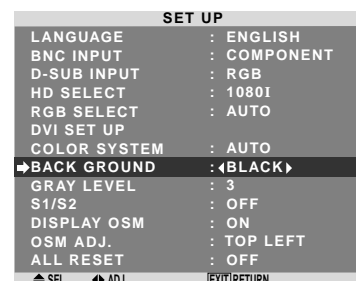 SET UP
LANGUAGE : ENGLISH
BNC INPUT : COMPONENT
D-SUB INPUT : RGB
HD SELECT : 1080I
RGB SELECT : AUTO
DVI SET UP
COLOR SYSTEM : AUTO
BACK GROUND : BLACK
GRAY LEVEL : 3
S1/S2 : OFF
DISPLAY OSM : ON
OSM ADJ. : TOP LEFT
ALL RESET : OFF
SEL. ADJ. EXIT RETURN